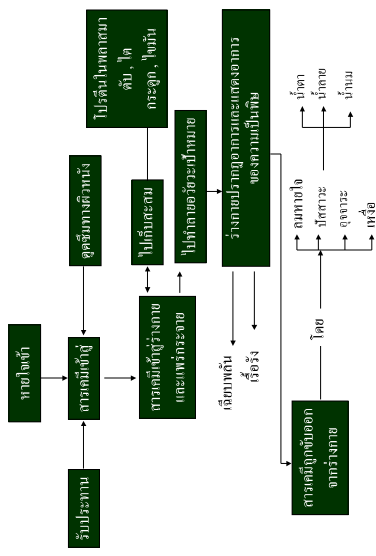 รับประทาน
หายใจเข้า
ดูดซึมทางผิวหนัง
สารเคมีเข้าสู่
สารเคมีเข้าสู่ร่างกาย
และแพร่กระจาย
ไปเก็บสะสม
โปรตีนในพลาสมา
ตับ , ไต
กระดูก , ไขมัน
ไปทำลายอวัยวะเป้าหมาย
ร่างกายปรากฏอาการและแสดงอาการ
ของความเป็นพิษ
เฉียบพลัน
เรื้อรัง
สารเคมีถูกขับออก
จากร่างกาย
โดย
ลมหายใจ
ปัสสาวะ
อุจจาระ
เหงื่อ
น้ำตา
น้ำลาย
น้ำนม